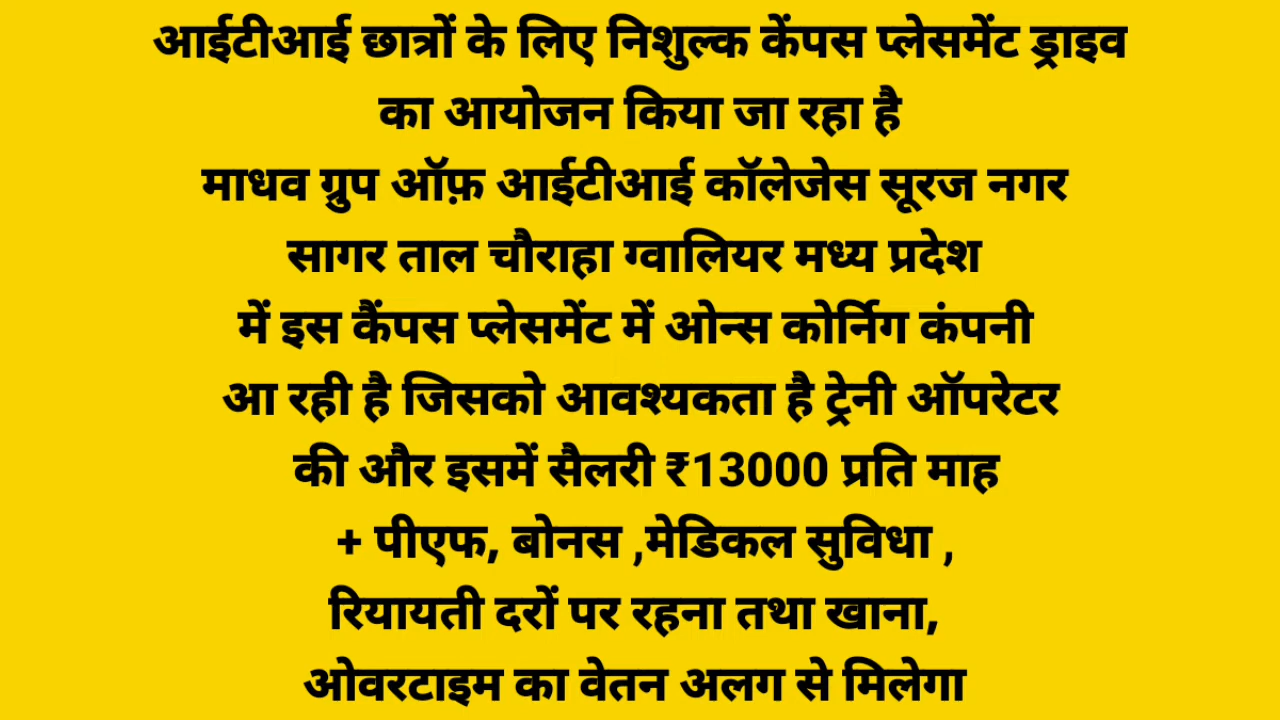 आईटीआई छात्रों के लिए निशुल्क केंपस प्लेसमेंट ड्राइव
का आयोजन किया जा रहा है
माधव ग्रुप ऑफ़ आईटीआई कॉलेजेस सूरज नगर
सागर ताल चौराहा ग्वालियर मध्य प्रदेश
में इस कैंपस प्लेसमेंट में ओन्स कोर्निग कंपनी
आ रही है जिसको आवश्यकता है ट्रेनी ऑपरेटर
की और इसमें सैलरी ₹13000 प्रति माह
+ पीएफ, बोनस ,मेडिकल सुविधा ,
रियायती दरों पर रहना तथा खाना,
ओवरटाइम का वेतन अलग से मिलेगा